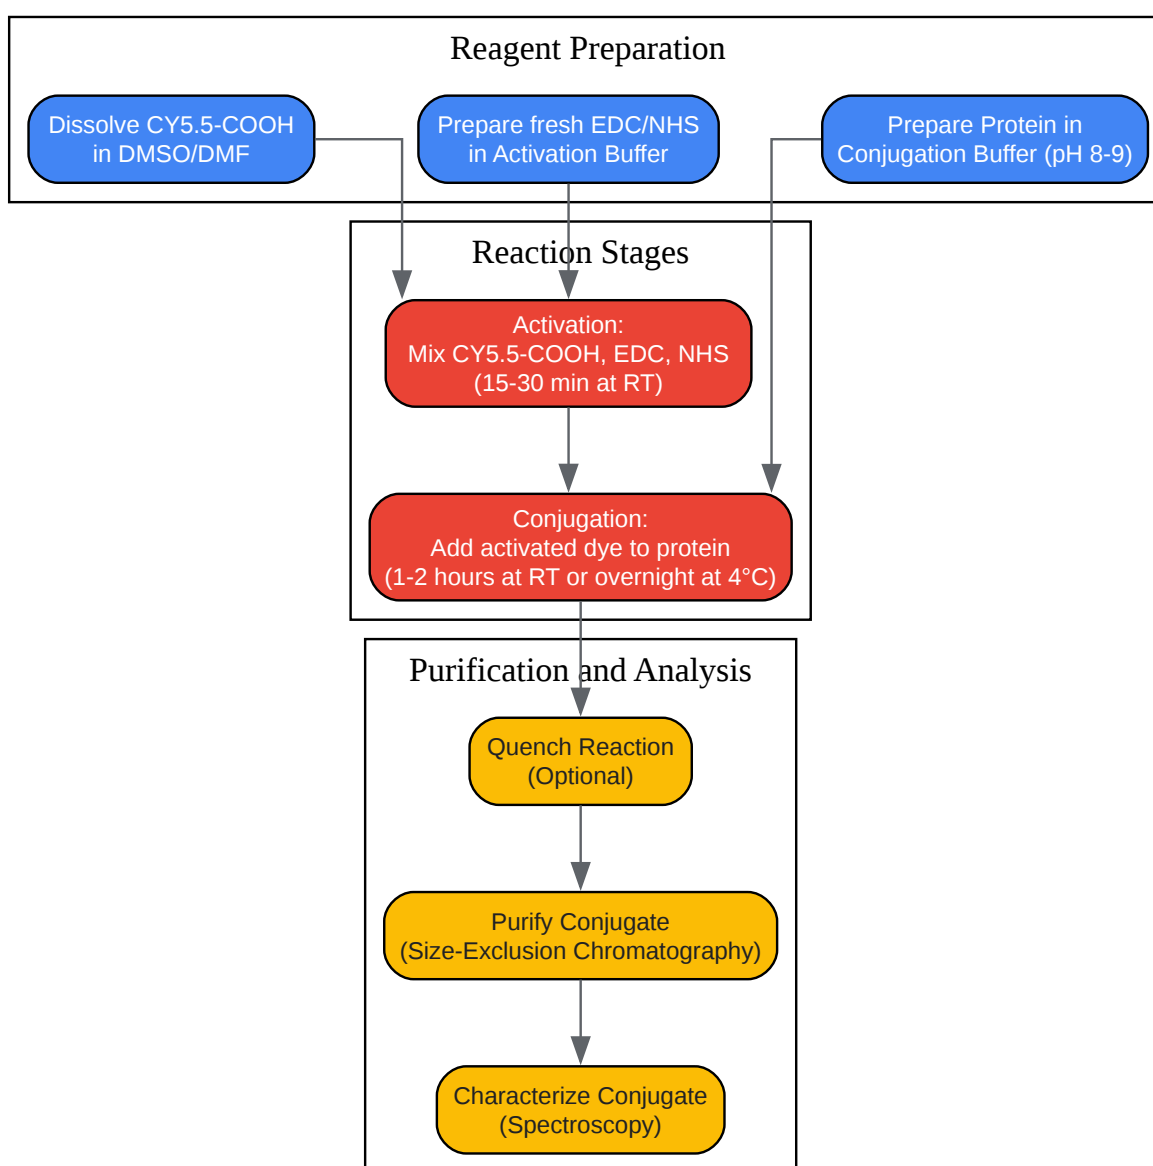 Reagent Preparation
Dissolve CY5.5-COOH
in DMSO/DMF
Prepare fresh EDC/NHS
in Activation Buffer
Prepare Protein in
Conjugation Buffer (pH 8-9)
Reaction Stages
Activation:
Mix CY5.5-COOH, EDC, NHS
(15-30 min at RT)
Conjugation:
Add activated dye to protein
(1-2 hours at RT or overnight at 4°C)
Purification and Analysis
Quench Reaction
(Optional)
Purify Conjugate
(Size-Exclusion Chromatography)
Characterize Conjugate
(Spectroscopy)